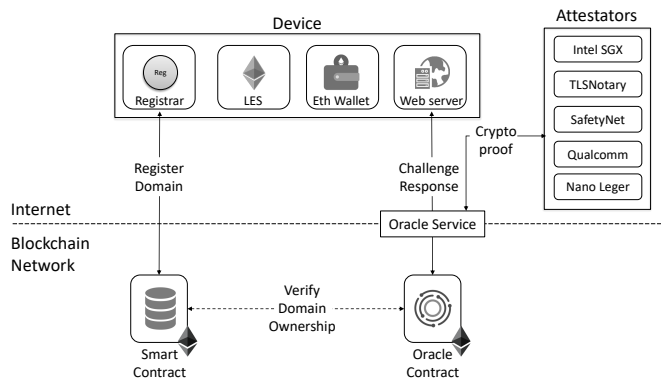 Device
Attestators
Reg
Registrar
LES
Eth Wallet
Web server
Intel SGX
TLSNotary
SafetyNet
Qualcomm
Nano Leger
Crypto
proof
Register
Domain
Challenge
Response
Internet
Oracle Service
Blockchain
Network
Verify
Domain
Ownership
Smart
Contract
Oracle
Contract